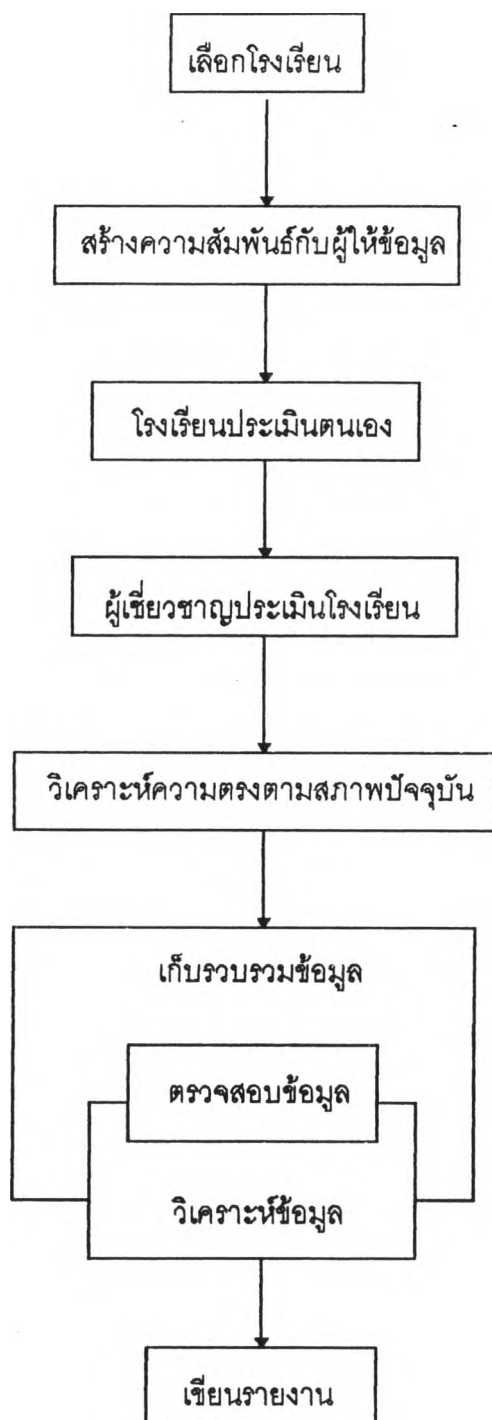 เลือกโรงเรียน
สร้างความสัมพันธ์กับผู้ให้ข้อมูล
โรงเรียนประเมินตนเอง
ผู้เชี่ยวชาญประเมินโรงเรียน
วิเคราะห์ความตรงตามสภาพปัจจุบัน
เก็บรวบรวมข้อมูล
ตรวจสอบข้อมูล
วิเคราะห์ข้อมูล
เขียนรายงาน